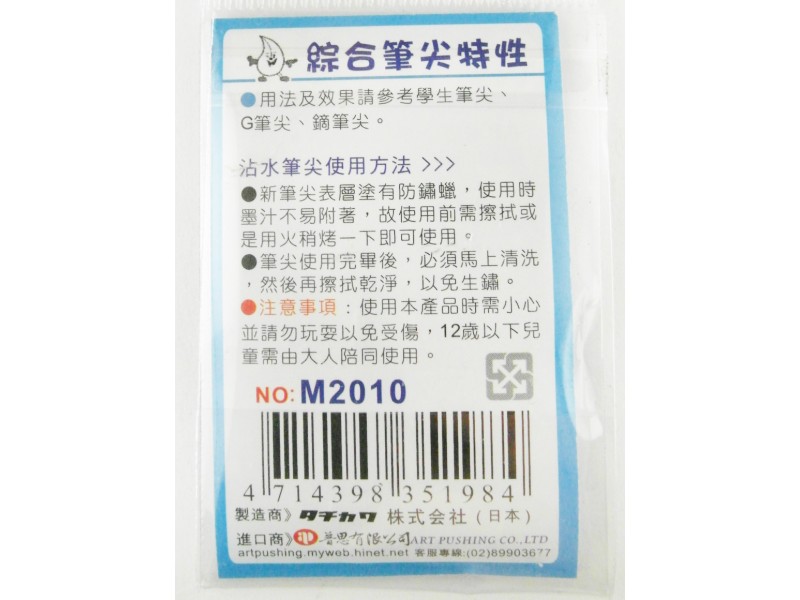 綜合筆尖特性
●用法及效果請參考學生筆尖、
G筆尖、鏑筆尖。
沾水筆尖使用方法 >>>
●新筆尖表層塗有防鏽蠟，使用時
墨汁不易附著，故使用前需擦拭或
是用火稍烤一下即可使用。
●筆尖使用完畢後，必須馬上清洗
，然後再擦拭乾淨，以免生鏽。
●注意事項：使用本產品時需小心
並請勿玩耍以免受傷，12歲以下兒
童需由大人陪同使用。
NO: M2010
4 714398 351984
製造商》タチカワ 株式会社（日本）
進口商》普思有限公司/ART PUSHING CO., LTD
artpushing.myweb.hinet.net 客服專線:(02)89903677